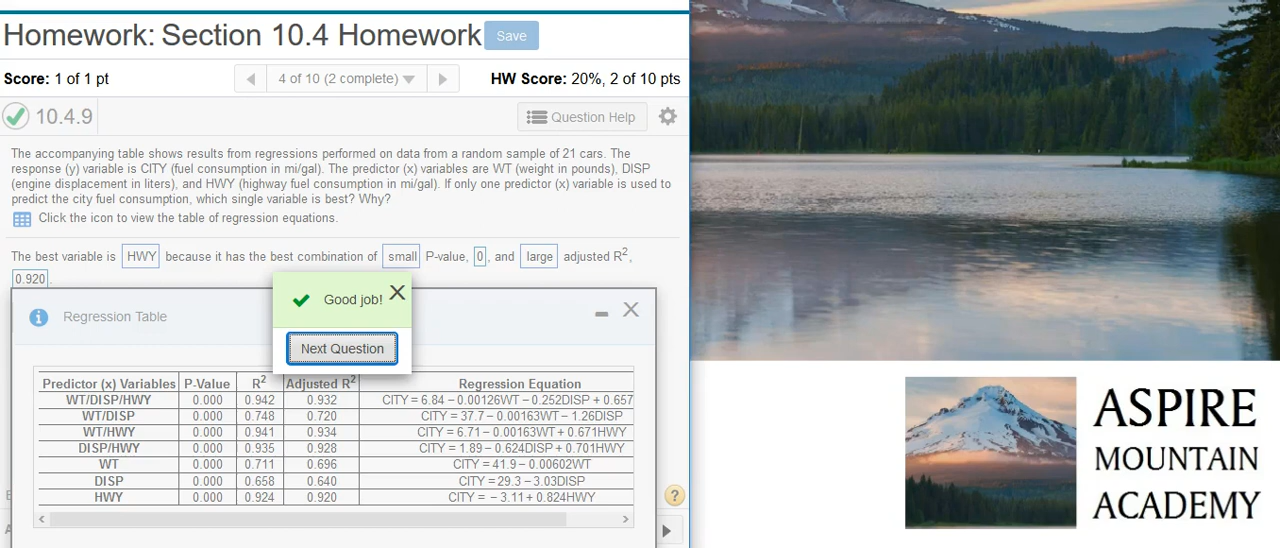 Homework: Section 10.4 Homework Save
Score: 1 of 1 pt 4 of 10 (2 complete) HW Score: 20%, 2 of 10 pts
10.4.9 Question Help
The accompanying table shows results from regressions performed on data from a random sample of 21 cars. The
response (y) variable is CITY (fuel consumption in mi/gal). The predictor (x) variables are WT (weight in pounds), DISP
(engine displacement in liters), and HWY (highway fuel consumption in mi/gal). If only one predictor (x) variable is used to
predict the city fuel consumption, which single variable is best? Why?
Click the icon to view the table of regression equations.
The best variable is HWY because it has the best combination of small P-value, 0, and large adjusted R²,
0.920.
Good job!
Next Question
Regression Table
Predictor (x) Variables P-Value R² Adjusted R² Regression Equation
WT/DISP/HWY 0.000 0.942 0.932 CITY = 6.84 − 0.00126WT − 0.252DISP + 0.657
WT/DISP 0.000 0.748 0.720 CITY = 37.7 − 0.00163WT − 1.26DISP
WT/HWY 0.000 0.941 0.934 CITY = 6.71 − 0.00163WT + 0.671HWY
DISP/HWY 0.000 0.935 0.928 CITY = 1.89 − 0.624DISP + 0.701HWY
WT 0.000 0.711 0.696 CITY = 41.9 − 0.00602WT
DISP 0.000 0.658 0.640 CITY = 29.3 − 3.03DISP
HWY 0.000 0.924 0.920 CITY = − 3.11 + 0.824HWY
?
ASPIRE
MOUNTAIN
ACADEMY